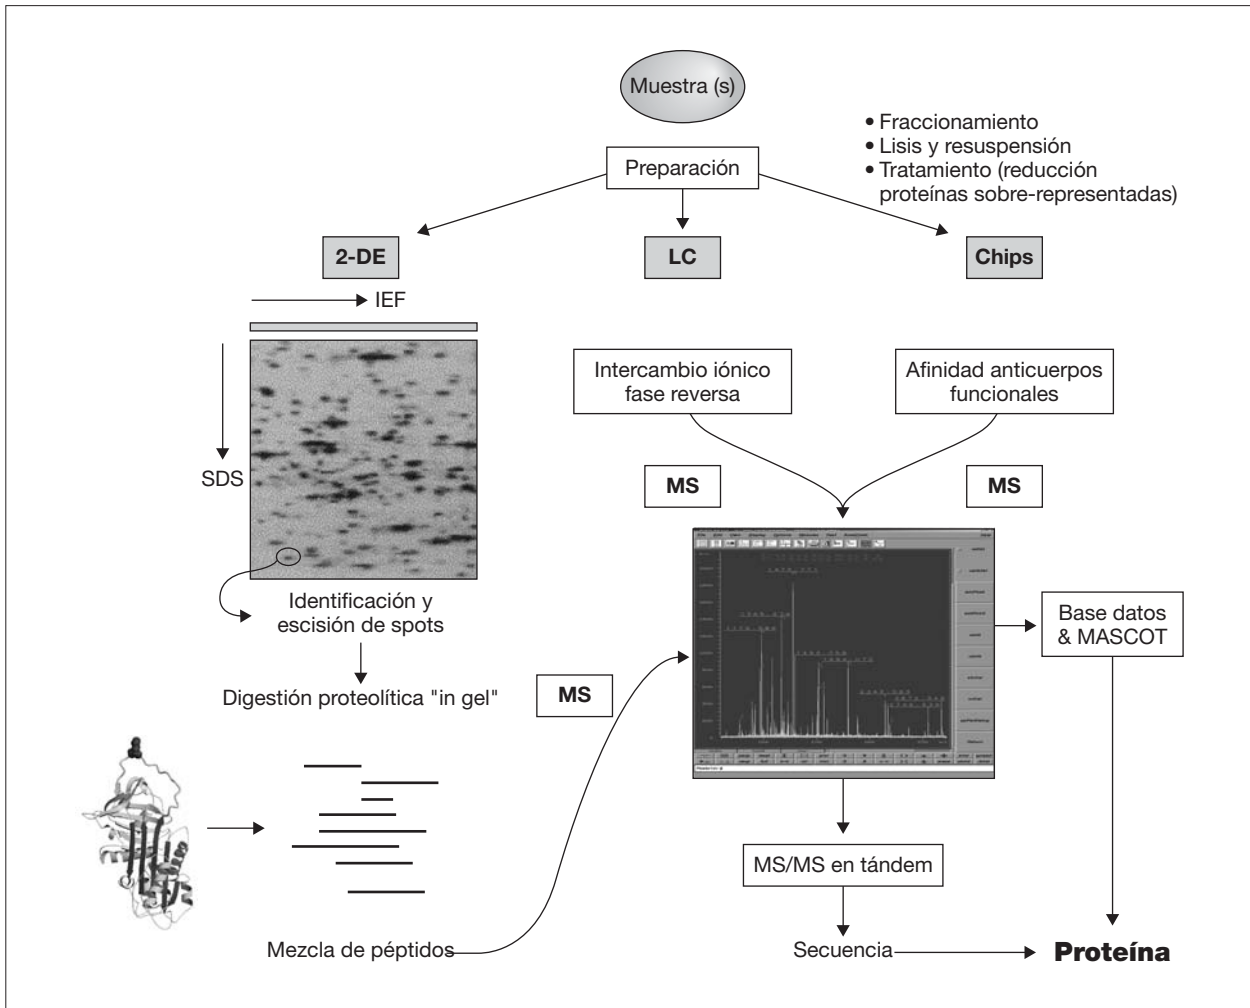 Muestra (s)
• Fraccionamiento
• Lisis y resuspensión
• Tratamiento (reducción
proteínas sobre-representadas)
Preparación
2-DE
LC
Chips
IEF
SDS
Intercambio iónico
fase reversa
Afinidad anticuerpos
funcionales
MS
MS
Identificación y
escisión de spots
Base datos
& MASCOT
Digestión proteolítica "in gel"
MS
MS/MS en tándem
Mezcla de péptidos
Secuencia
Proteína